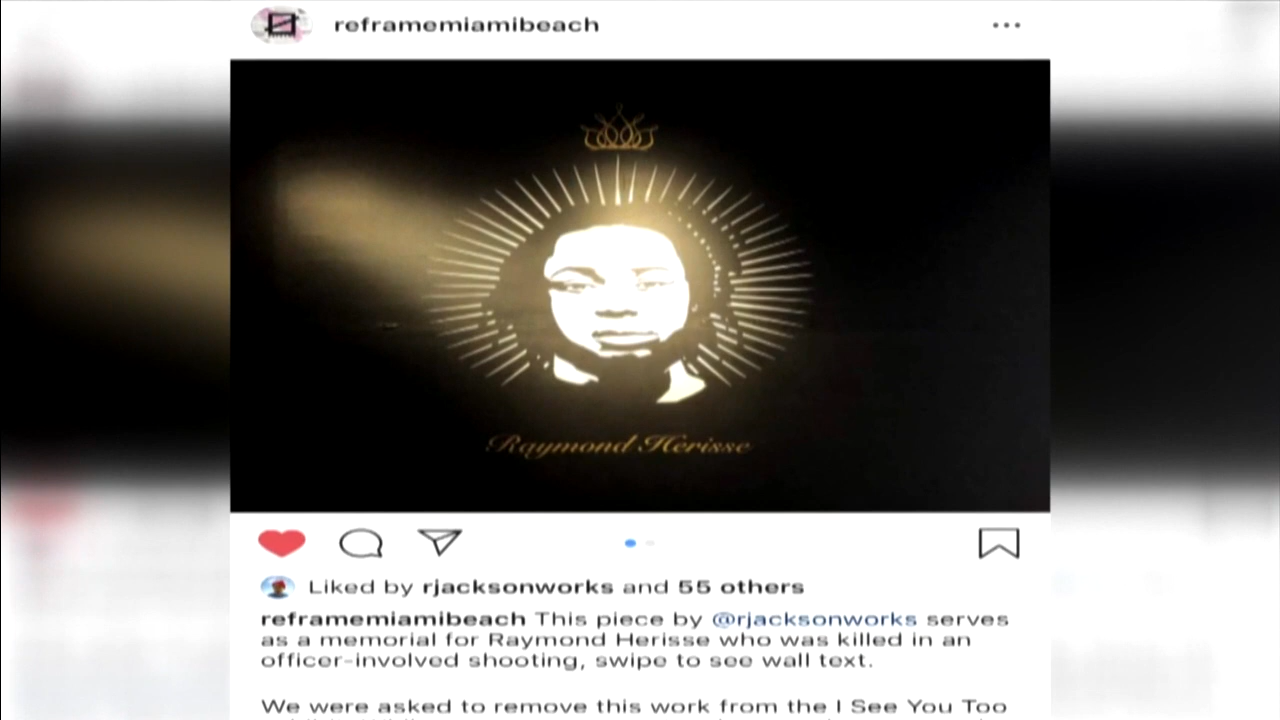 reframemiamibeach
Raymond Herisse
Liked by rjacksonworks and 55 others
reframemiamibeach This piece by @rjacksonworks serves
as a memorial for Raymond Herisse who was killed in an
officer-involved shooting, swipe to see wall text.
We were asked to remove this work from the I See You Too